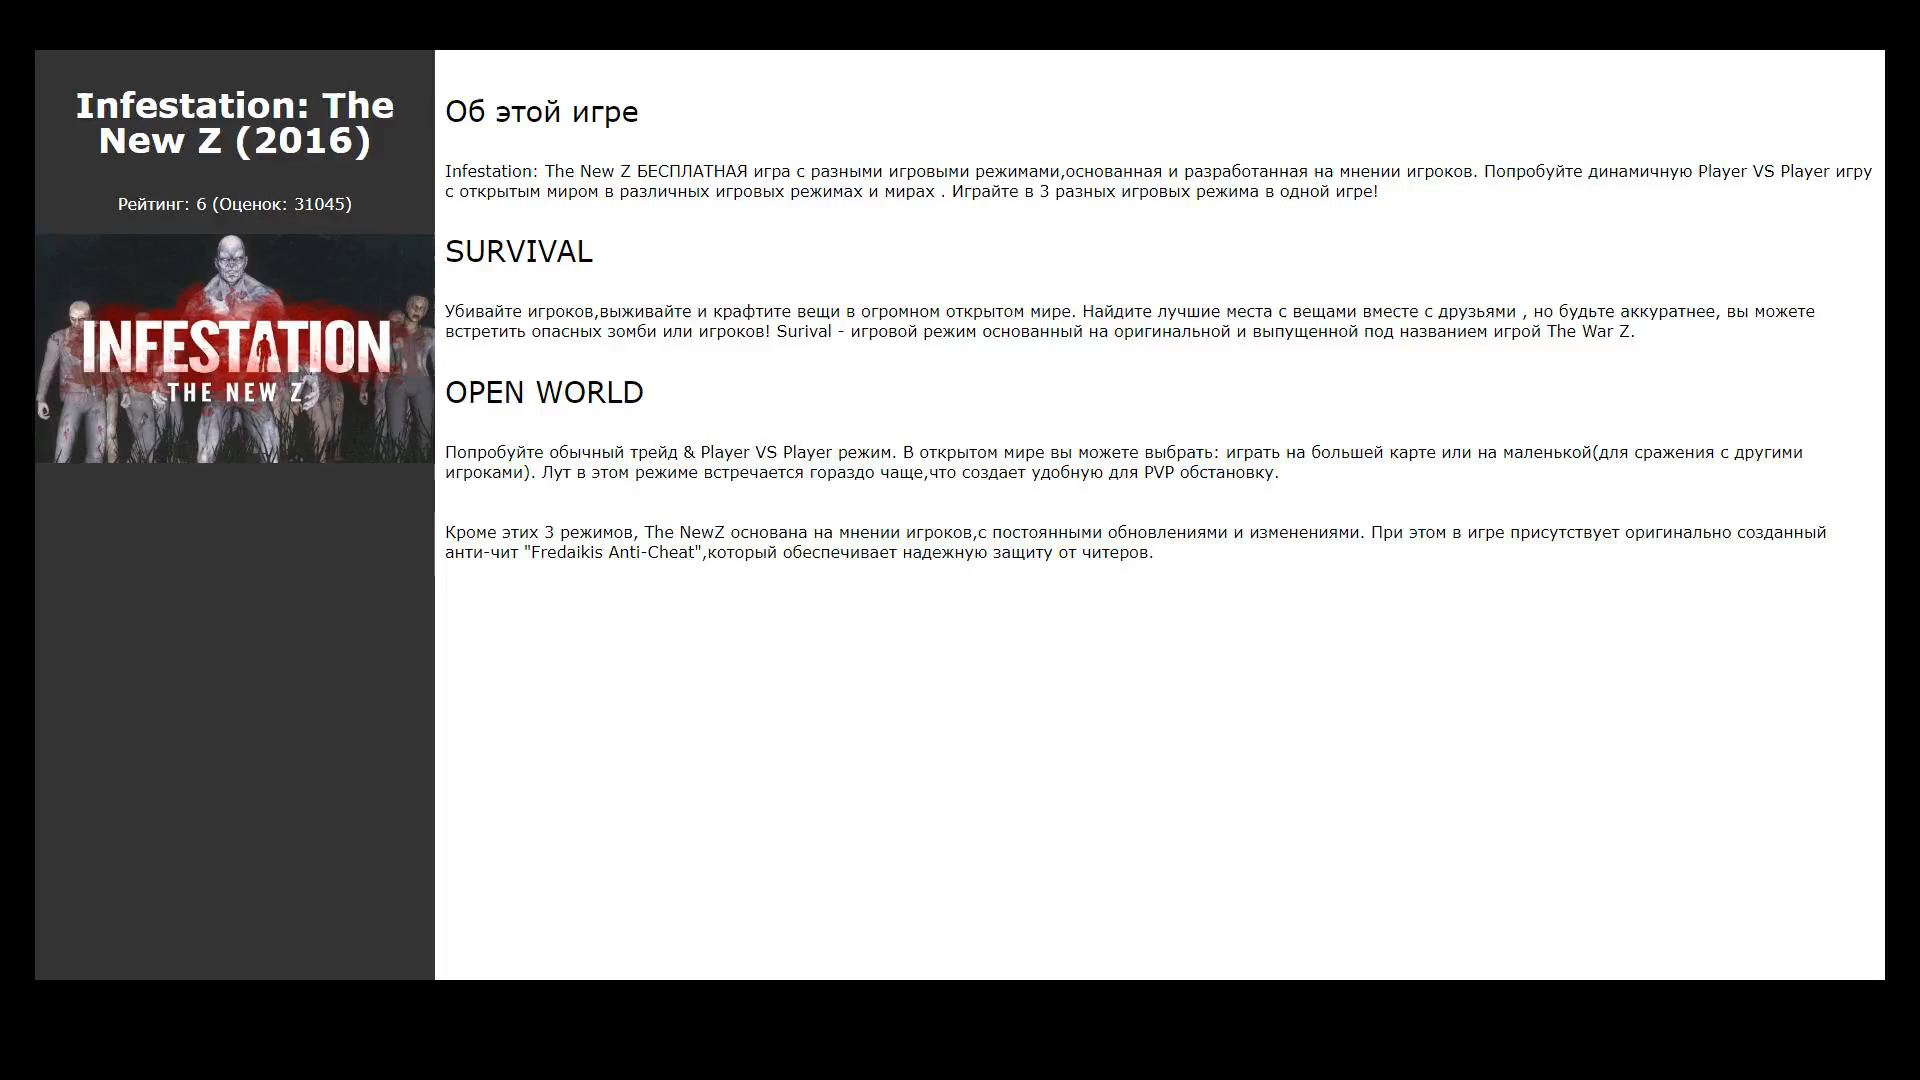 Infestation: The
New Z (2016)
Рейтинг: 6 (Оценок: 31045)
INFESTATION
THE NEW Z
Об этой игре
Infestation: The New Z БЕСПЛАТНАЯ игра с разными игровыми режимами,основанная и разработанная на мнении игроков. Попробуйте динамичную Player VS Player игру
с открытым миром в различных игровых режимах и мирах . Играйте в 3 разных игровых режима в одной игре!
SURVIVAL
Убивайте игроков,выживайте и крафтите вещи в огромном открытом мире. Найдите лучшие места с вещами вместе с друзьями , но будьте аккуратнее, вы можете
встретить опасных зомби или игроков! Surival - игровой режим основанный на оригинальной и выпущенной под названием игрой The War Z.
OPEN WORLD
Попробуйте обычный трейд & Player VS Player режим. В открытом мире вы можете выбрать: играть на большей карте или на маленькой(для сражения с другими
игроками). Лут в этом режиме встречается гораздо чаще,что создает удобную для PVP обстановку.
Кроме этих 3 режимов, The NewZ основана на мнении игроков,с постоянными обновлениями и изменениями. При этом в игре присутствует оригинально созданный
анти-чит "Fredaikis Anti-Cheat",который обеспечивает надежную защиту от читеров.